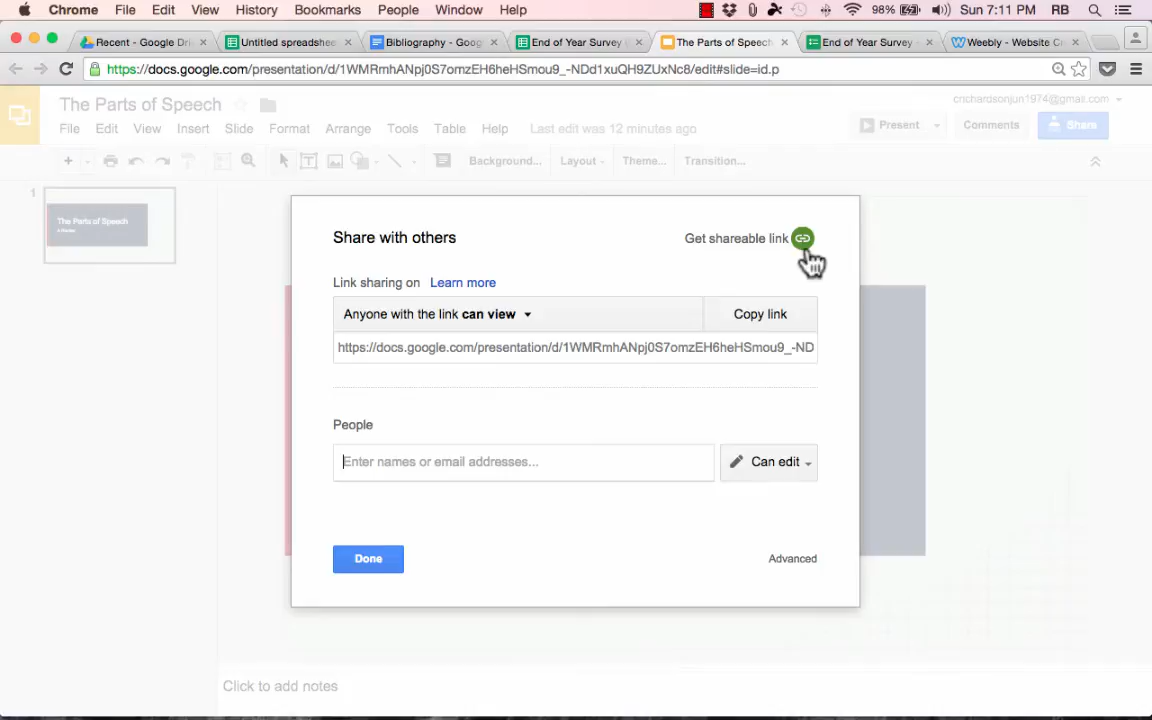 Chrome File Edit View History Bookmarks People Window Help 98% Sun 7:11 PM RB
Recent - Google Dri Untitled spreadshee Bibliography - Goog End of Year Survey ( The Parts of Speech End of Year Survey Weebly - Website C
https://docs.google.com/presentation/d/1WMRmhANpj0S7omzEH6heHSmou9_-NDd1xuQH9ZUxNc8/edit#slide=id.p
The Parts of Speech crichardsonjun1974@gmail.com
File Edit View Insert Slide Format Arrange Tools Table Help Last edit was 12 minutes ago Present Comments Share
Background... Layout Theme... Transition...
1
The Parts of Speech
Share with others Get shareable link
Link sharing on Learn more
Anyone with the link can view Copy link
https://docs.google.com/presentation/d/1WMRmhANpj0S7omzEH6heHSmou9_-ND
People
Enter names or email addresses... Can edit
Done Advanced
Click to add notes